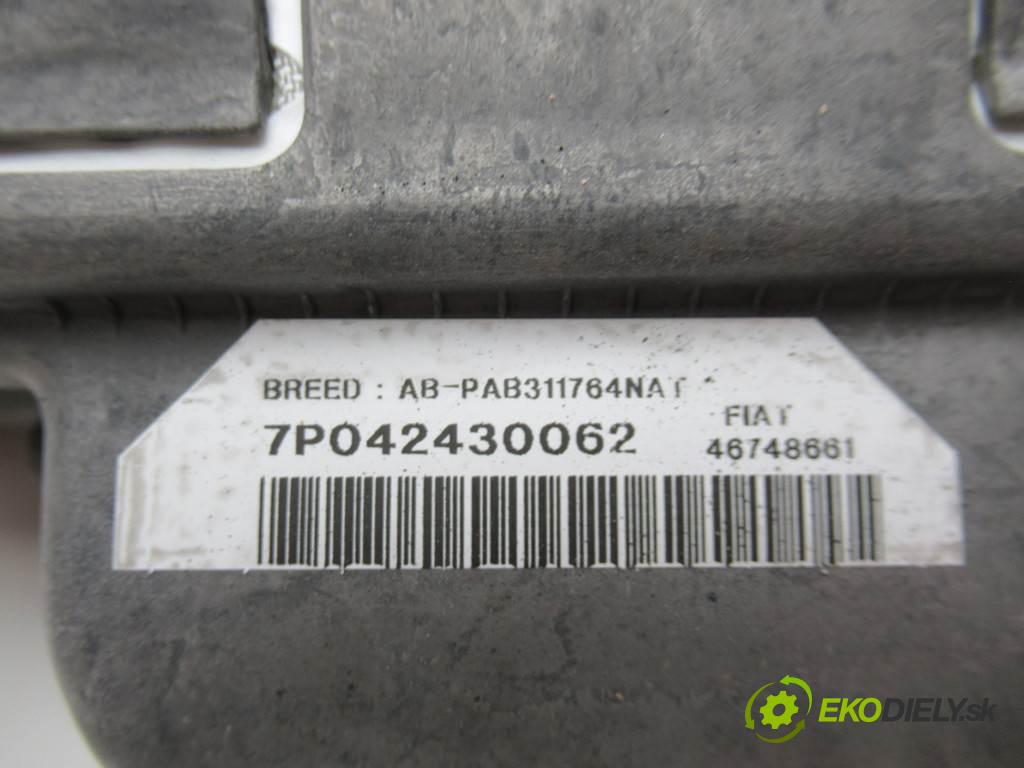 BREED : AB-PAB311764NAT
7P042430062
FIAT
46748661
EKODIELY.sk